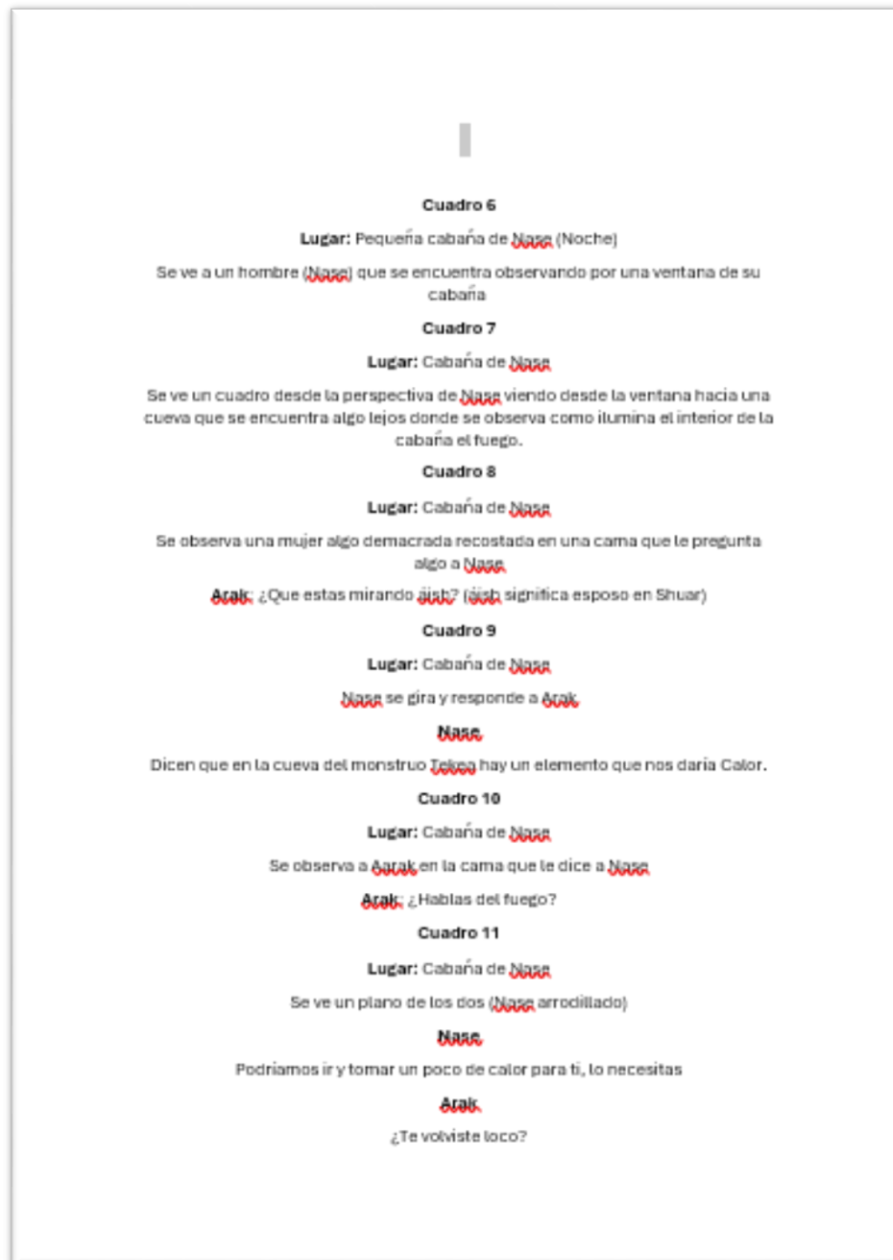 Cuadro 6
Lugar: Pequeña cabaña de Nase (Noche)
Se ve a un hombre (Nase) que se encuentra observando por una ventana de su
cabaña
Cuadro 7
Lugar: Cabaña de Nase
Se ve un cuadro desde la perspectiva de Nase viendo desde la ventana hacia una
cueva que se encuentra algo lejos donde se observa como ilumina el interior de la
cabaña el fuego.
Cuadro 8
Lugar: Cabaña de Nase
Se observa una mujer algo demacrada recostada en una cama que le pregunta
algo a Nase
Arak: ¿Que estas mirando äish? (äish significa esposo en Shuar)
Cuadro 9
Lugar: Cabaña de Nase
Nase se gira y responde a Arak
Nase
Dicen que en la cueva del monstruo Tekea hay un elemento que nos daria Calor.
Cuadro 10
Lugar: Cabaña de Nase
Se observa a Aarak en la cama que le dice a Nase
Arak: ¿Hablas del fuego?
Cuadro 11
Lugar: Cabaña de Nase
Se ve un plano de los dos (Nase arrodillado)
Nase
Podriamos ir y tomar un poco de calor para ti, lo necesitas
Arak
¿Te volviste loco?